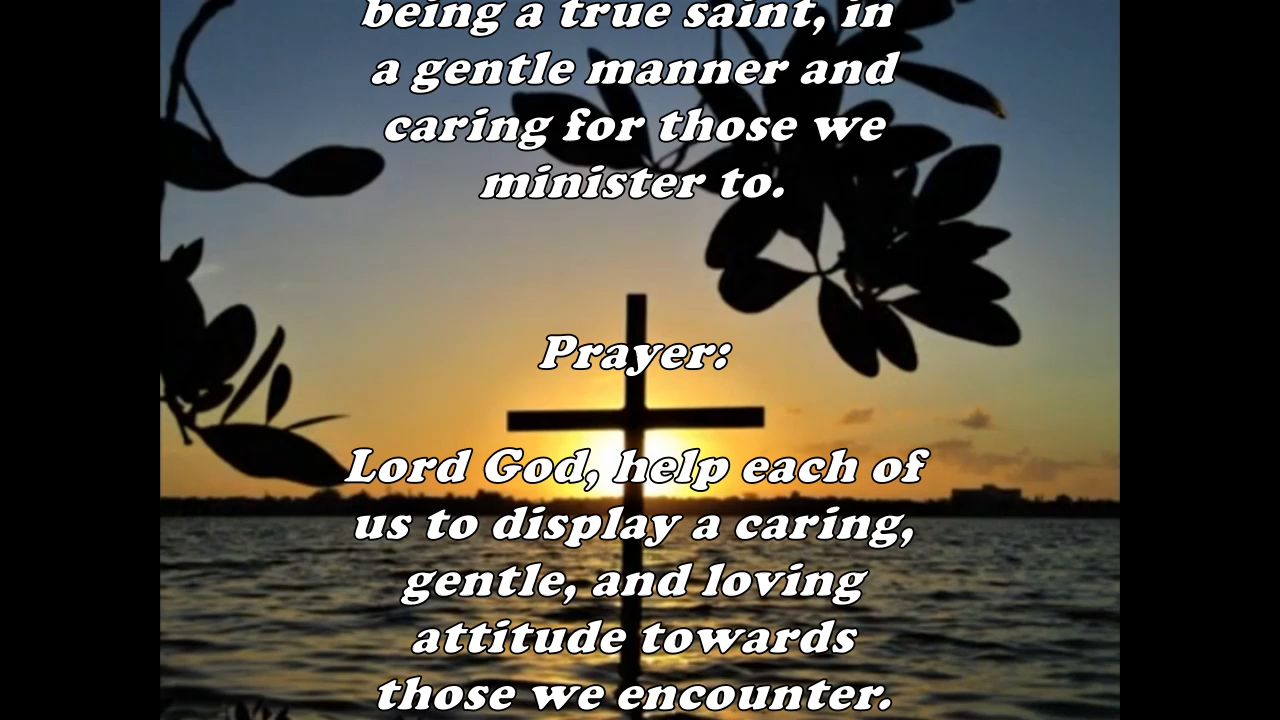 being a true saint, in
a gentle manner and
caring for those we
minister to.
Prayer:
Lord God, help each of
us to display a caring,
gentle, and loving
attitude towards
those we encounter.